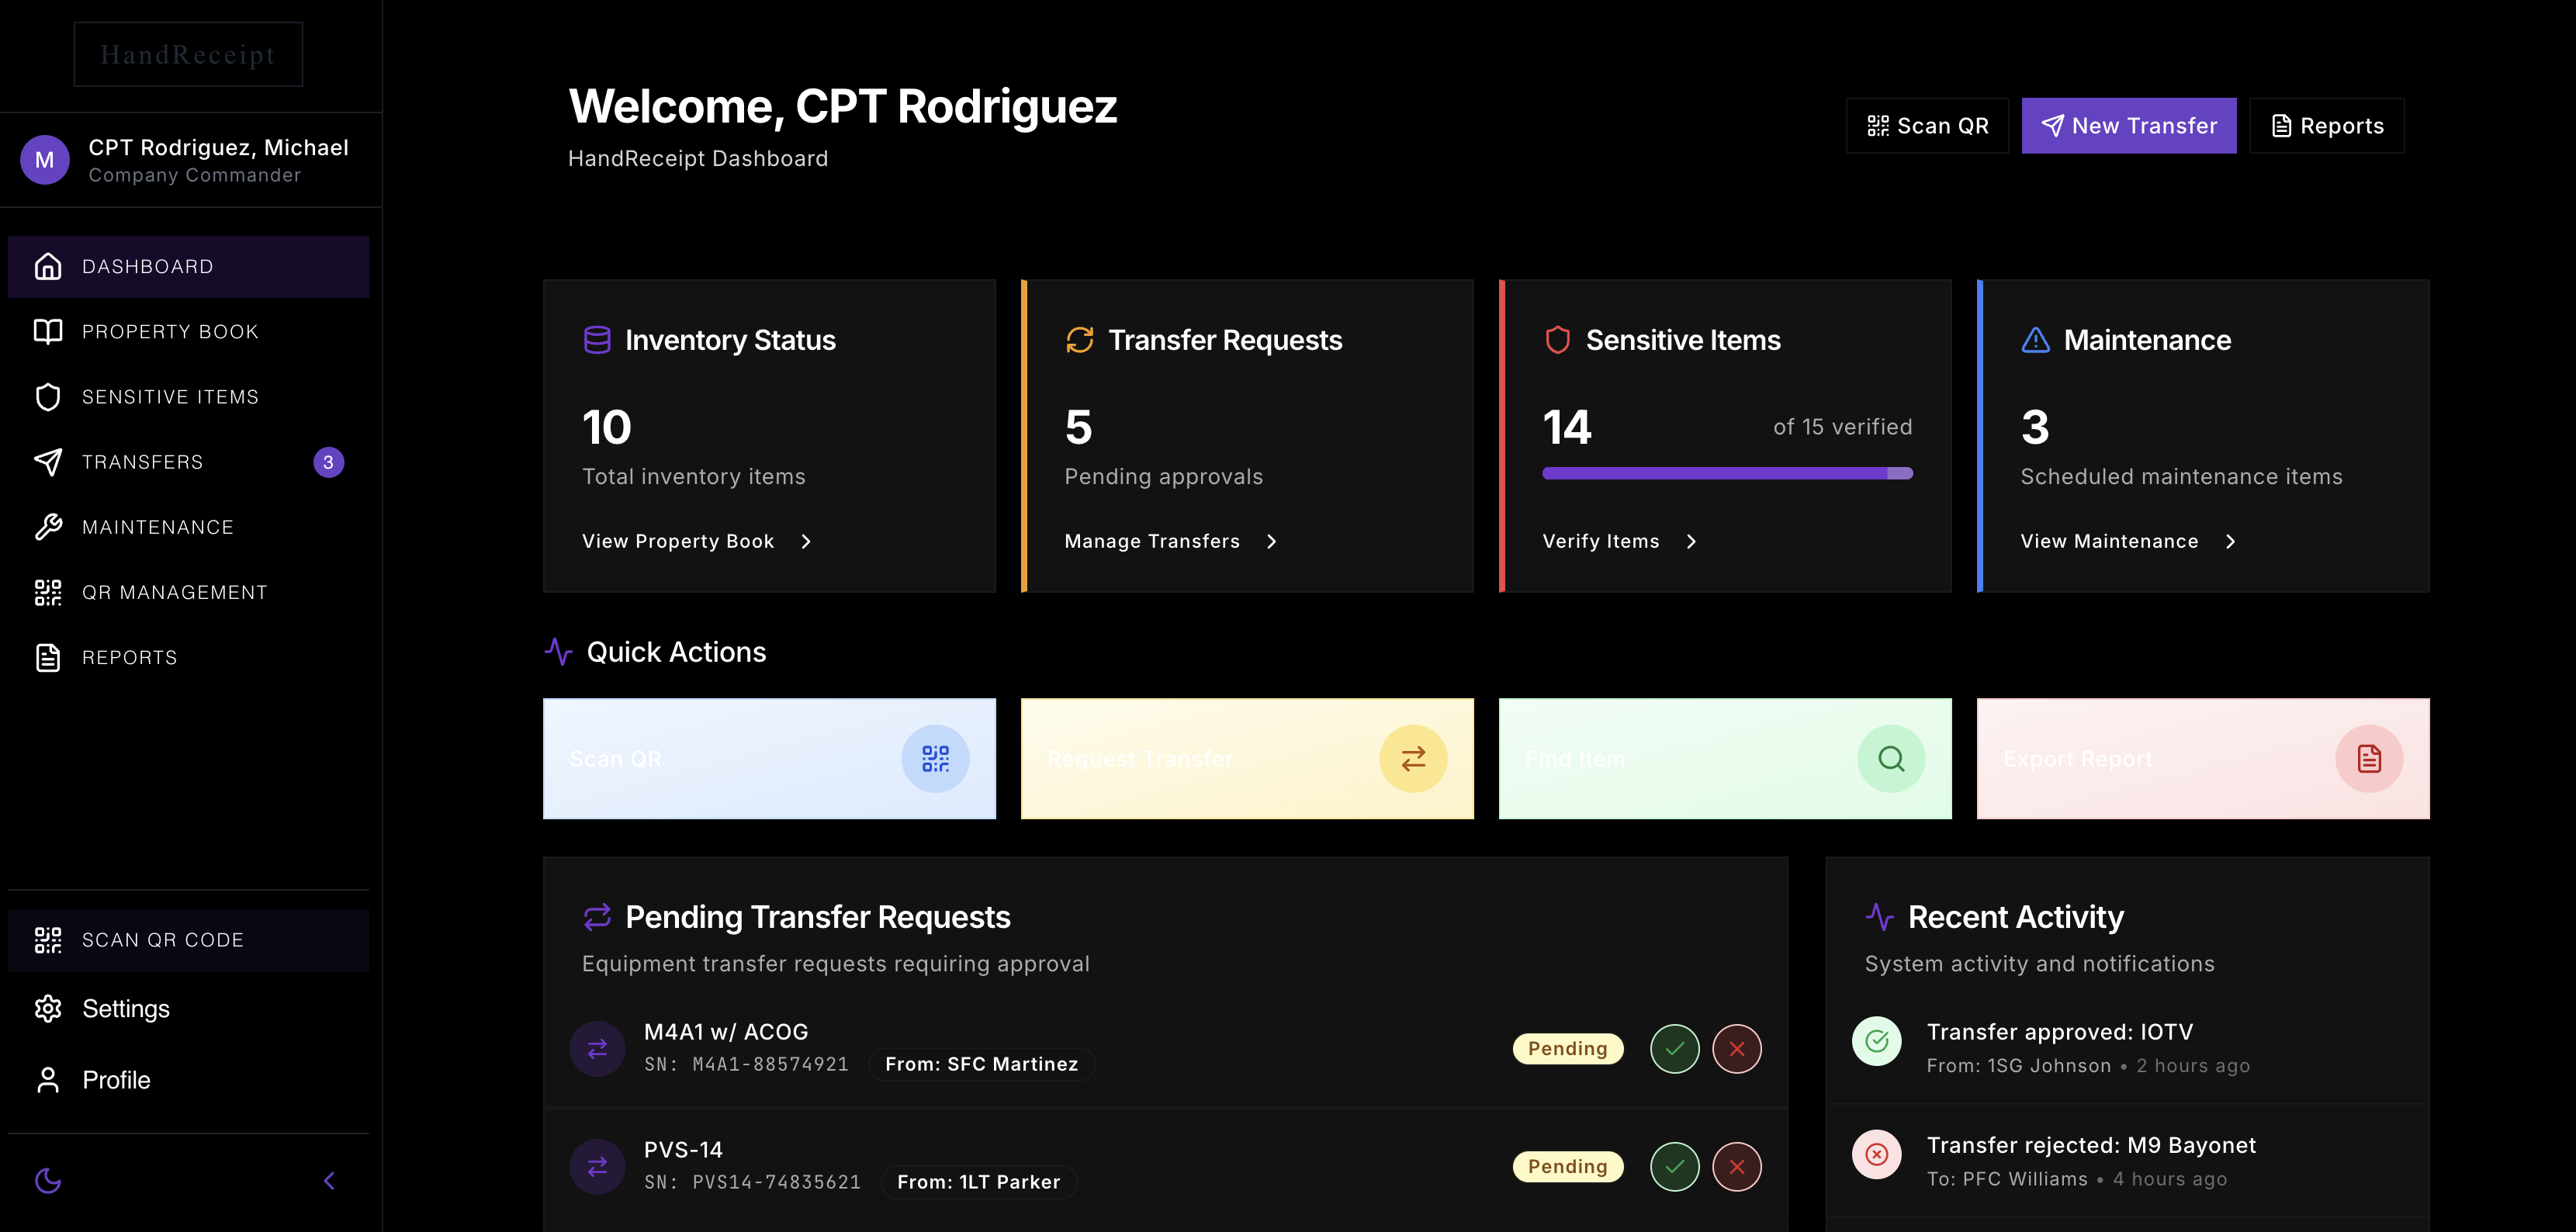 HandReceipt
M
CPT Rodriguez, Michael
Company Commander
DASHBOARD
PROPERTY BOOK
SENSITIVE ITEMS
TRANSFERS
3
MAINTENANCE
QR MANAGEMENT
REPORTS
SCAN QR CODE
Settings
Profile
Welcome, CPT Rodriguez
HandReceipt Dashboard
Scan QR
New Transfer
Reports
Inventory Status
10
Total inventory items
View Property Book
Transfer Requests
5
Pending approvals
Manage Transfers
Sensitive Items
14
of 15 verified
Verify Items
Maintenance
3
Scheduled maintenance items
View Maintenance
Quick Actions
Scan QR
Request Transfer
Find Item
Export Report
Pending Transfer Requests
Equipment transfer requests requiring approval
M4A1 w/ ACOG
SN: M4A1-88574921
From: SFC Martinez
Pending
PVS-14
SN: PVS14-74835621
From: 1LT Parker
Pending
Recent Activity
System activity and notifications
Transfer approved: IOTV
From: 1SG Johnson • 2 hours ago
Transfer rejected: M9 Bayonet
To: PFC Williams • 4 hours ago